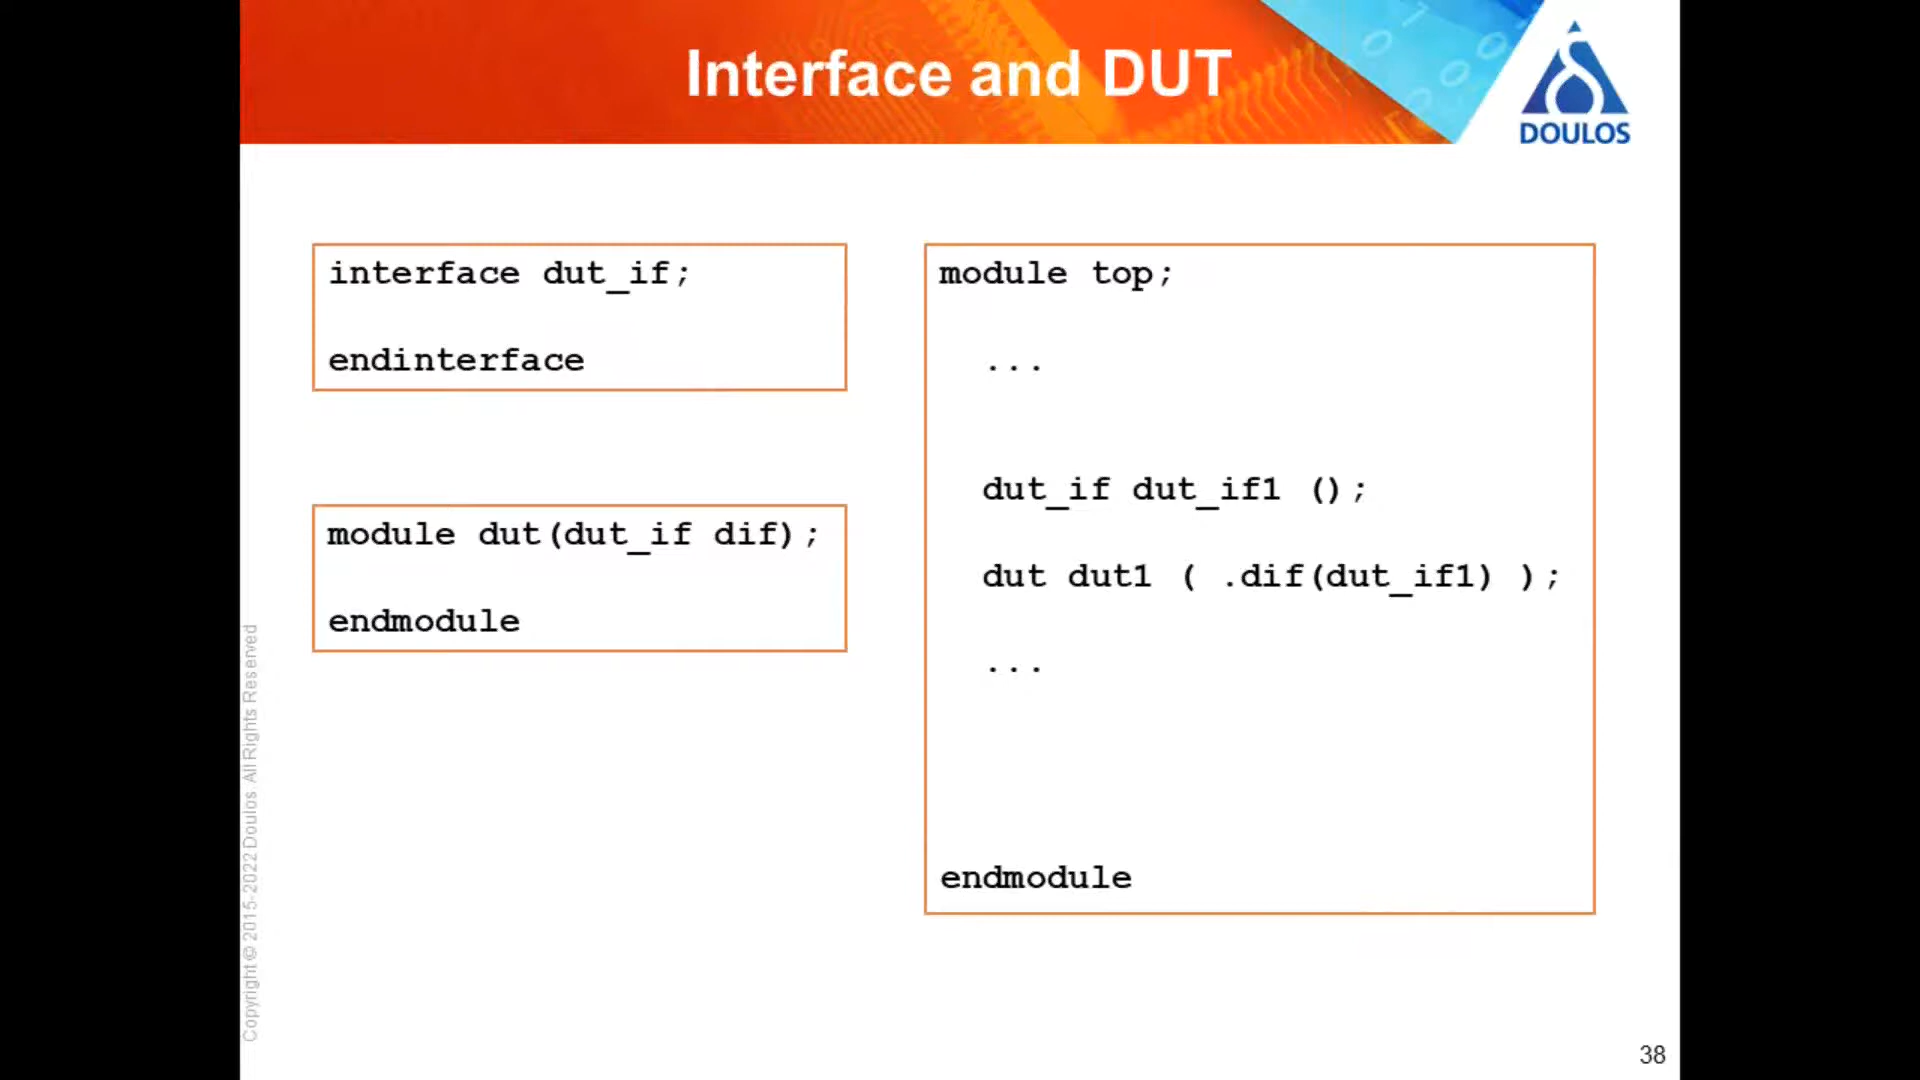 Interface and DUT
DOULOS
interface dut_if;
endinterface
module dut(dut_if dif);
endmodule
module top;
...
dut_if dut_if1 ();
dut dut1 ( .dif(dut_if1) );
...
endmodule
Copyright © 2015-2022 Doulos. All Rights Reserved
38